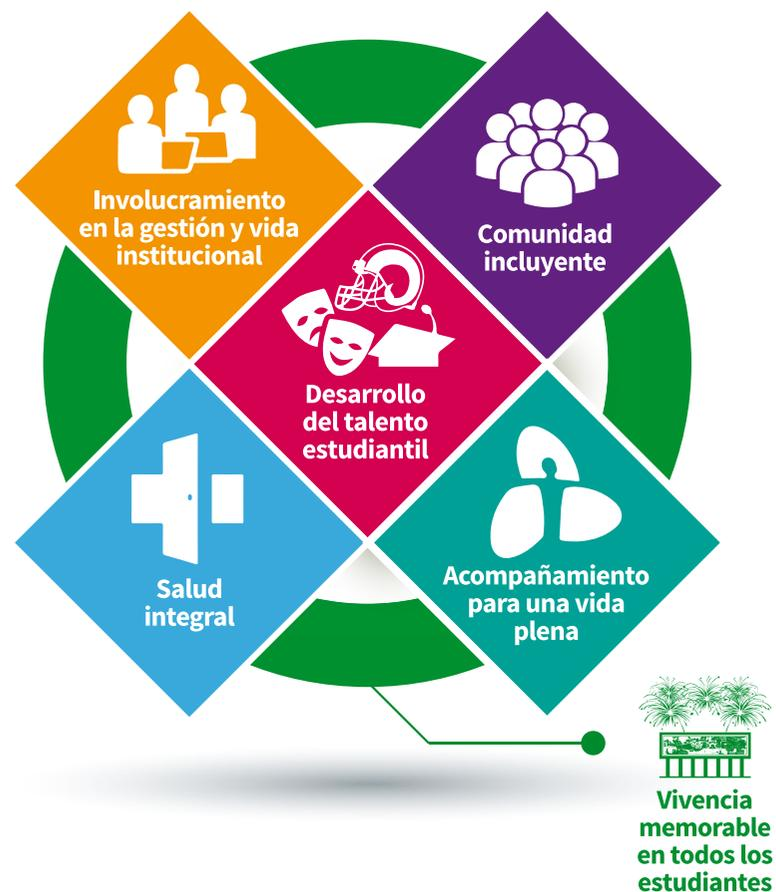 Involucramiento
en la gestión y vida
institucional
Comunidad
incluyente
Desarrollo
del talento
estudiantil
Salud
integral
Acompañamiento
para una vida
plena
Vivencia
memorable
en todos los
estudiantes